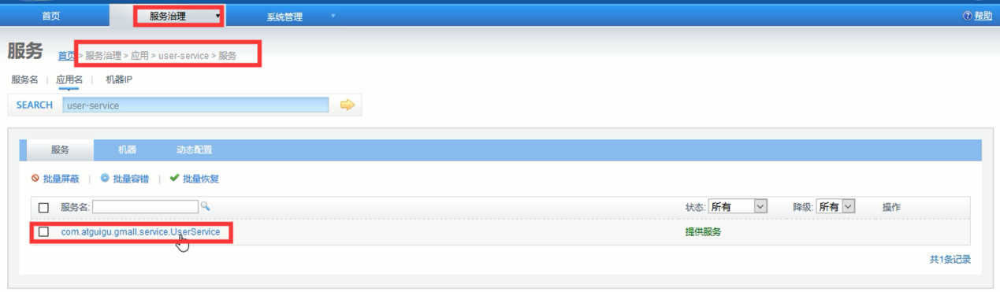 首页 服务治理 系统管理 帮助
服务 首页 > 服务治理 > 应用 > user-service > 服务
服务名 | 应用名 | 机器IP
SEARCH user-service
服务 机器 动态配置
批量屏蔽 | 批量容错 | 批量恢复
服务名: 状态: 所有 降级: 所有 操作
com.atguigu.gmall.service.UserService 提供服务
共1条记录